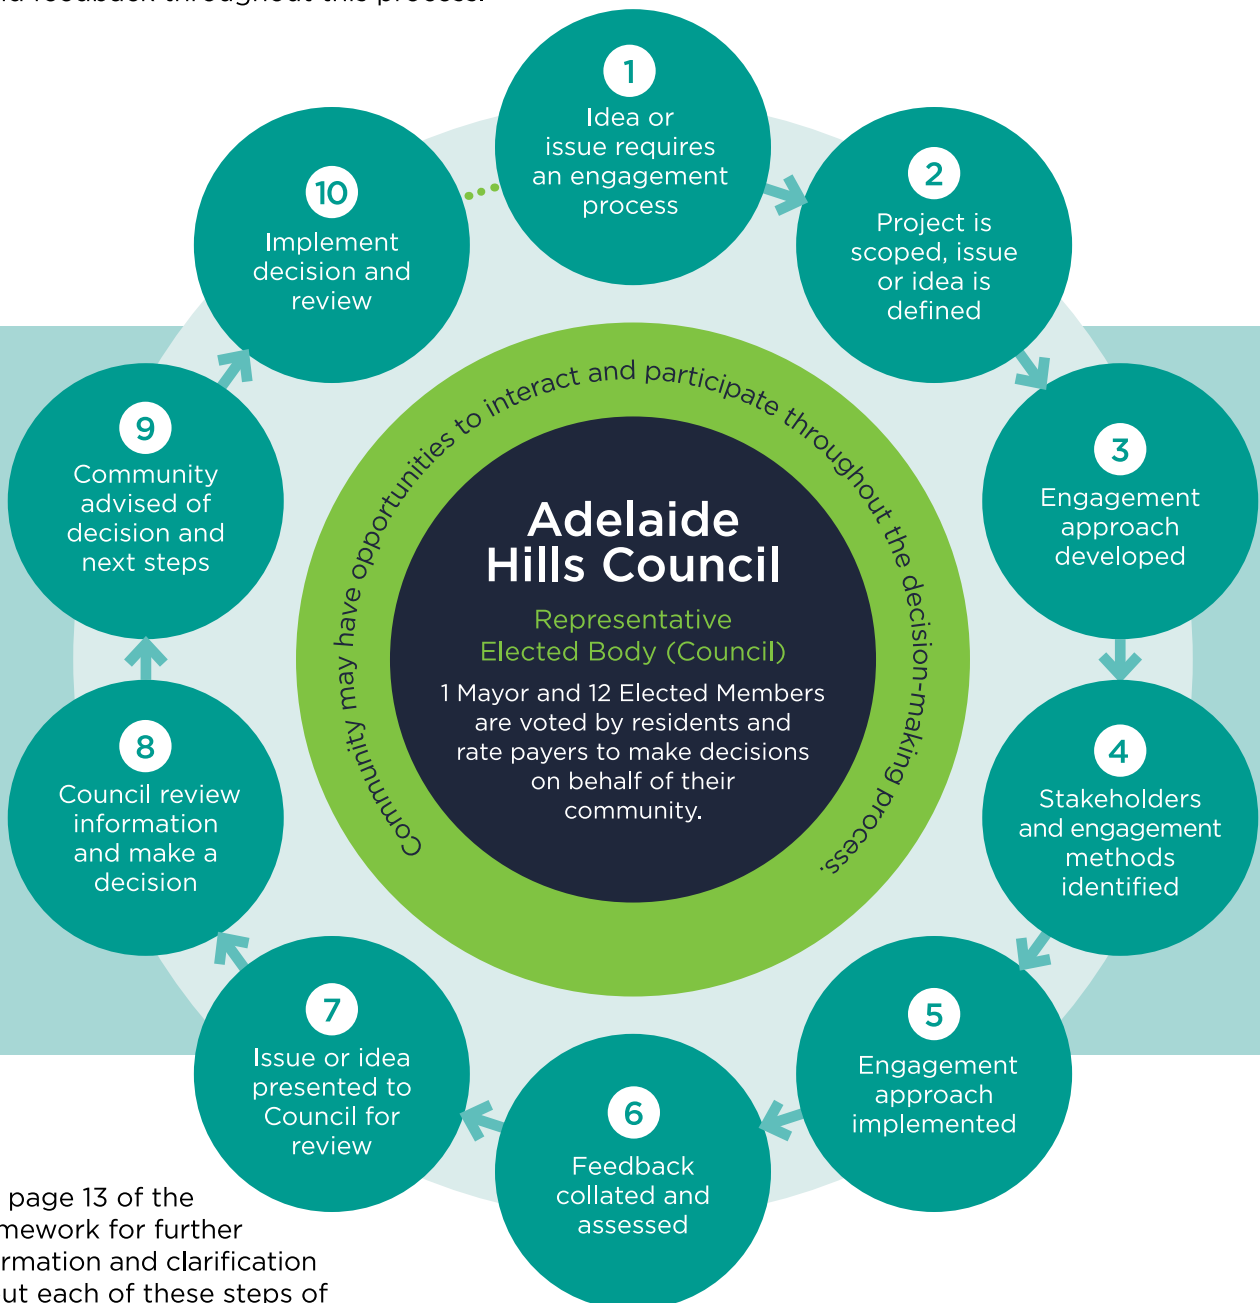 feedback throughout this process.
1
Idea or
issue requires
an engagement
process
2
Project is
scoped, issue
or idea is
defined
3
Engagement
approach
developed
4
Stakeholders
and engagement
methods
identified
5
Engagement
approach
implemented
6
Feedback
collated and
assessed
7
Issue or idea
presented to
Council for
review
8
Council review
information
and make a
decision
9
Community
advised of
decision and
next steps
10
Implement
decision and
review
Community may have opportunities to interact and participate throughout the decision-making process.
Adelaide
Hills Council
Representative
Elected Body (Council)
1 Mayor and 12 Elected Members
are voted by residents and
rate payers to make decisions
on behalf of their
community.
page 13 of the
mework for further
rmation and clarification
ut each of these steps of